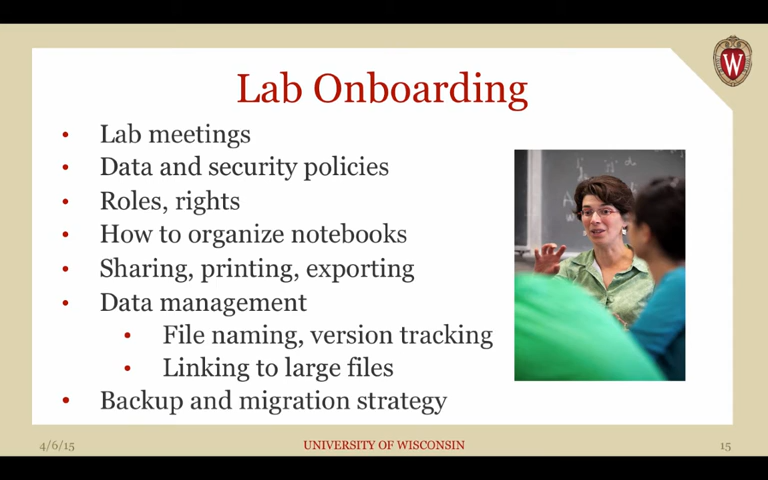 Lab Onboarding
• Lab meetings
• Data and security policies
• Roles, rights
• How to organize notebooks
• Sharing, printing, exporting
• Data management
• File naming, version tracking
• Linking to large files
• Backup and migration strategy
W
4/6/15
UNIVERSITY OF WISCONSIN
15